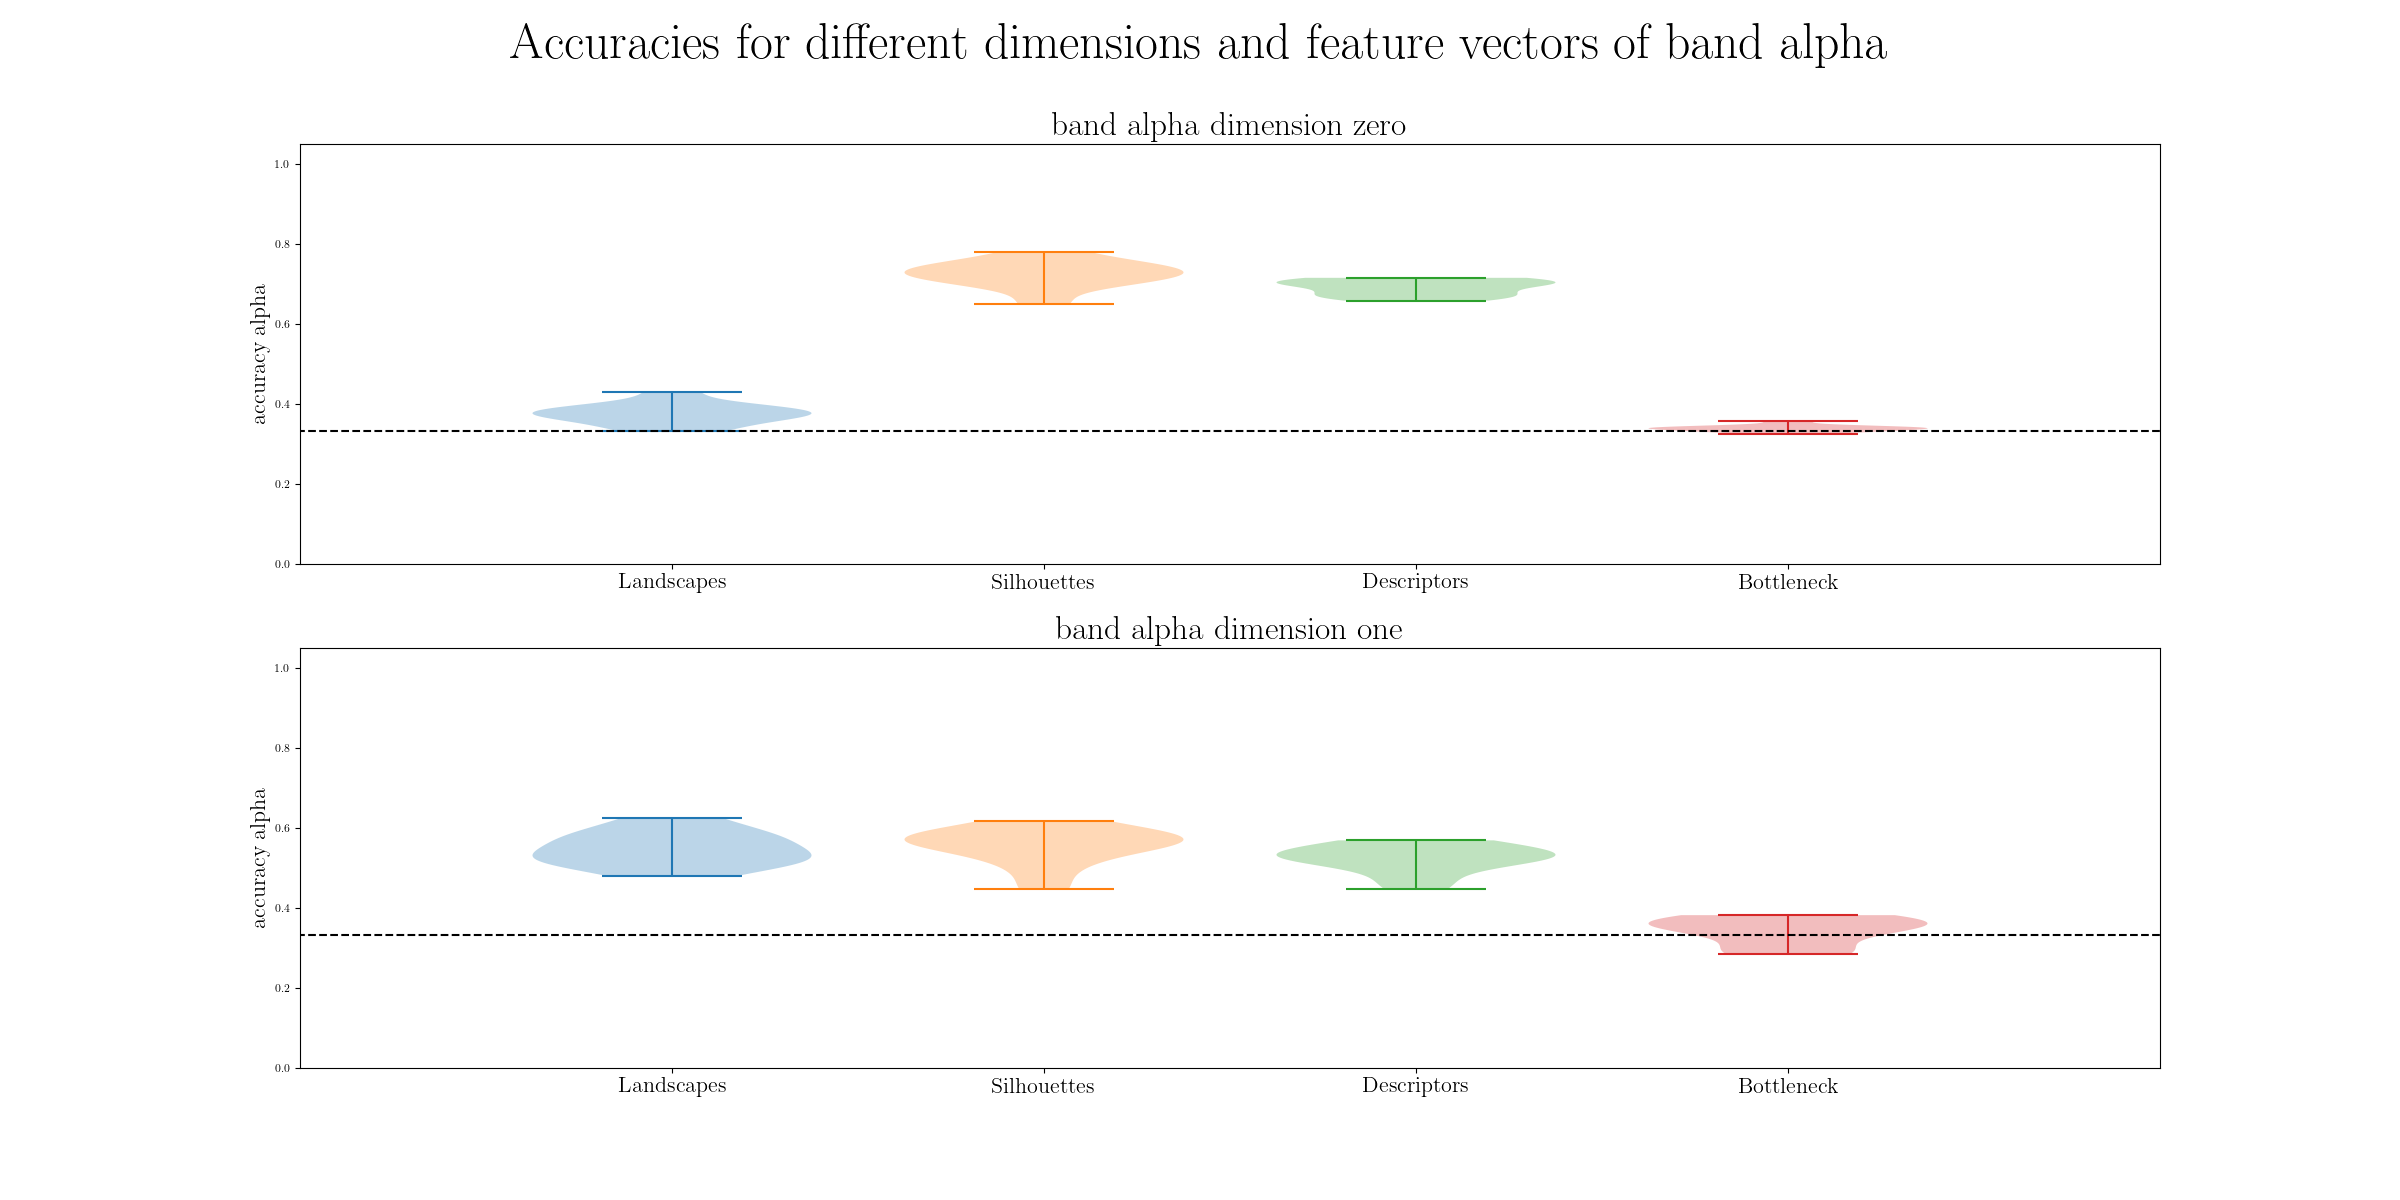 Accuracies for different dimensions and feature vectors of band alpha
band alpha dimension zero
1.0
0.8
0.6
0.4
0.2
0.0
accuracy alpha
Landscapes Silhouettes Descriptors Bottleneck
band alpha dimension one
1.0
0.8
0.6
0.4
0.2
0.0
accuracy alpha
Landscapes Silhouettes Descriptors Bottleneck